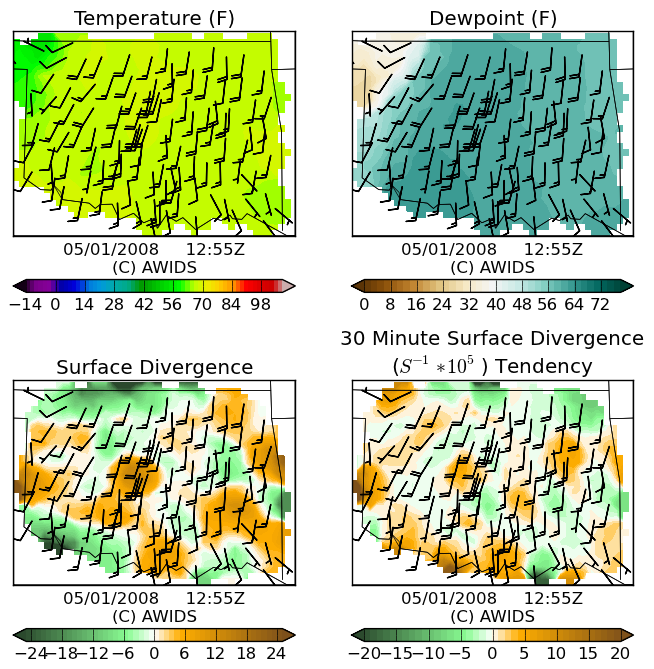 Temperature (F)
Dewpoint (F)
05/01/2008 12:55Z
(C) AWIDS
05/01/2008 12:55Z
(C) AWIDS
−14 0 14 28 42 56 70 84 98
0 8 16 24 32 40 48 56 64 72
Surface Divergence
30 Minute Surface Divergence
(S⁻¹ * 10⁵ ) Tendency
05/01/2008 12:55Z
(C) AWIDS
05/01/2008 12:55Z
(C) AWIDS
−24 −18 −12 −6 0 6 12 18 24
−20 −15 −10 −5 0 5 10 15 20